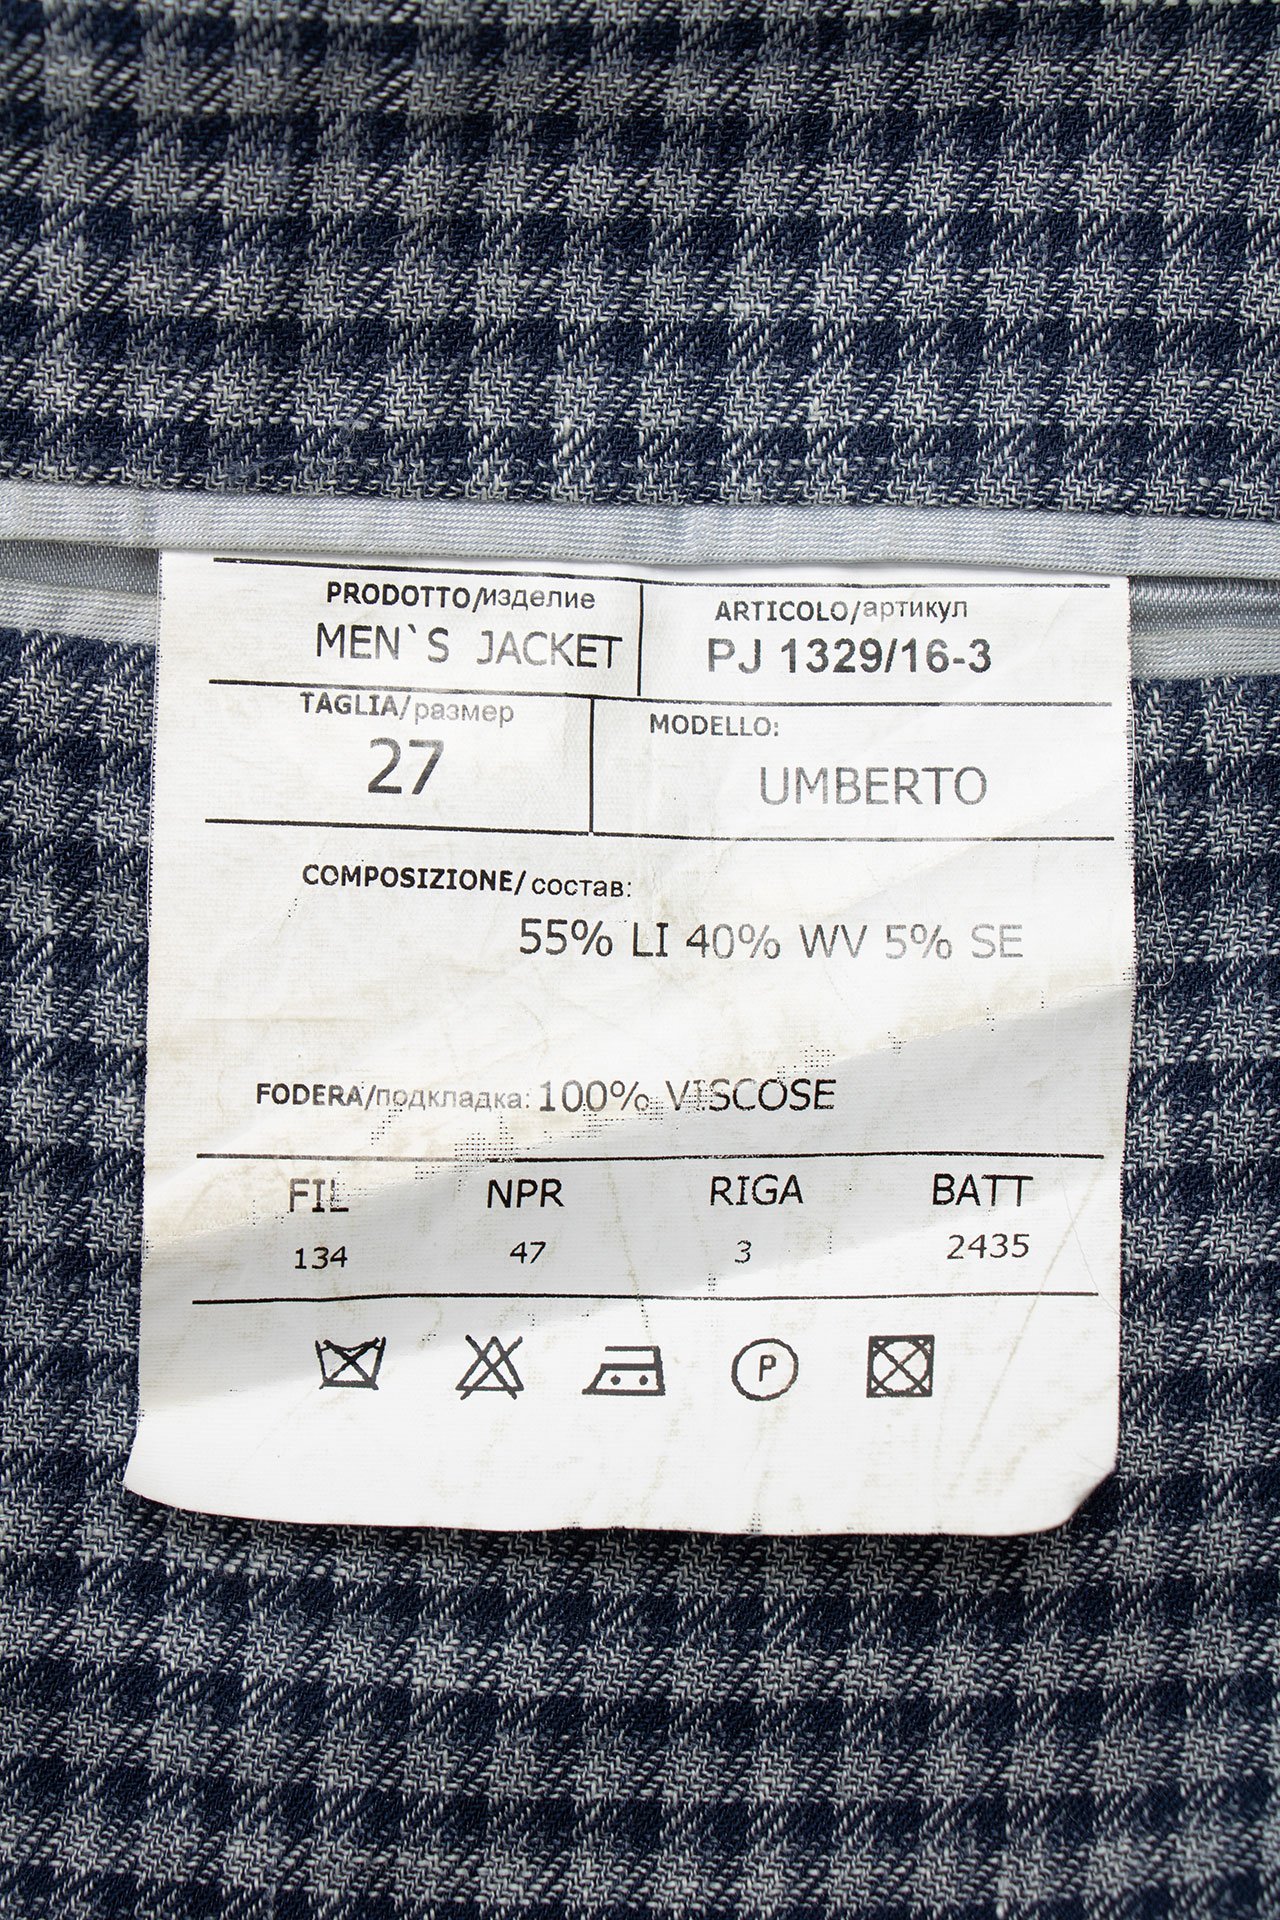 PRODOTTO/изделие
MEN`S JACKET
ARTICOLO/артикул
PJ 1329/16-3
TAGLIA/размер
27
MODELLO:
UMBERTO
COMPOSIZIONE/состав:
55% LI 40% WV 5% SE
FODERA/подкладка: 100% VISCOSE
FIL NPR RIGA BATT
134 47 3 2435
P